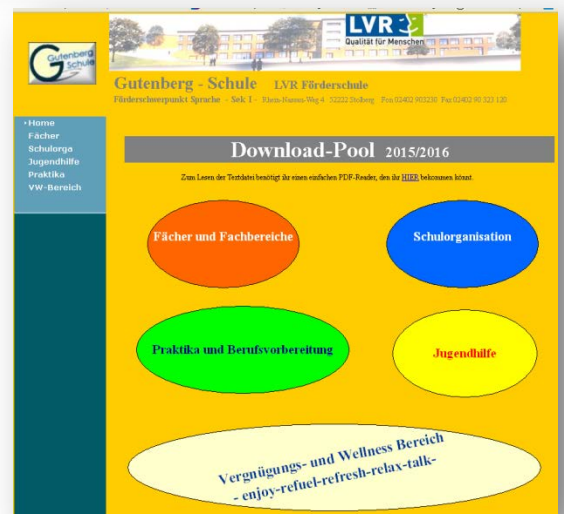 LVR
Qualität für Menschen
Gutenberg
Schule
Gutenberg - Schule LVR Förderschule
Förderschwerpunkt Sprache - Sek I - Rhein-Nassau-Weg 4 52222 Stolberg Fon 02402 903230 Fax 02402 90 323 120
•Home
Fächer
Schulorga
Jugendhilfe
Praktika
VW-Bereich
Download-Pool 2015/2016
Zum Lesen der Textdatei benötigt ihr einen einfachen PDF-Reader, den ihr HIER bekommen könnt.
Fächer und Fachbereiche
Schulorganisation
Praktika und Berufsvorbereitung
Jugendhilfe
Vergnügungs- und Wellness Bereich
- enjoy-refuel-refresh-relax-talk-